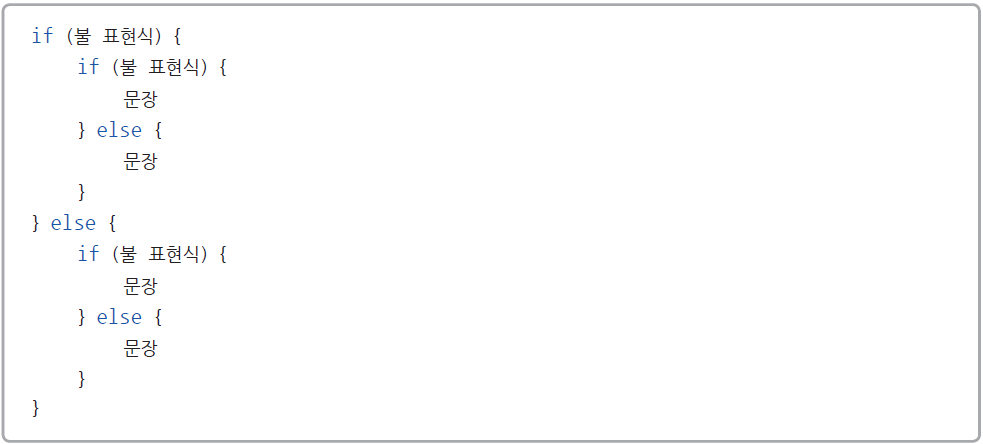 if (불 표현식) {
    if (불 표현식) {
        문장
    } else {
        문장
    }
} else {
    if (불 표현식) {
        문장
    } else {
        문장
    }
}